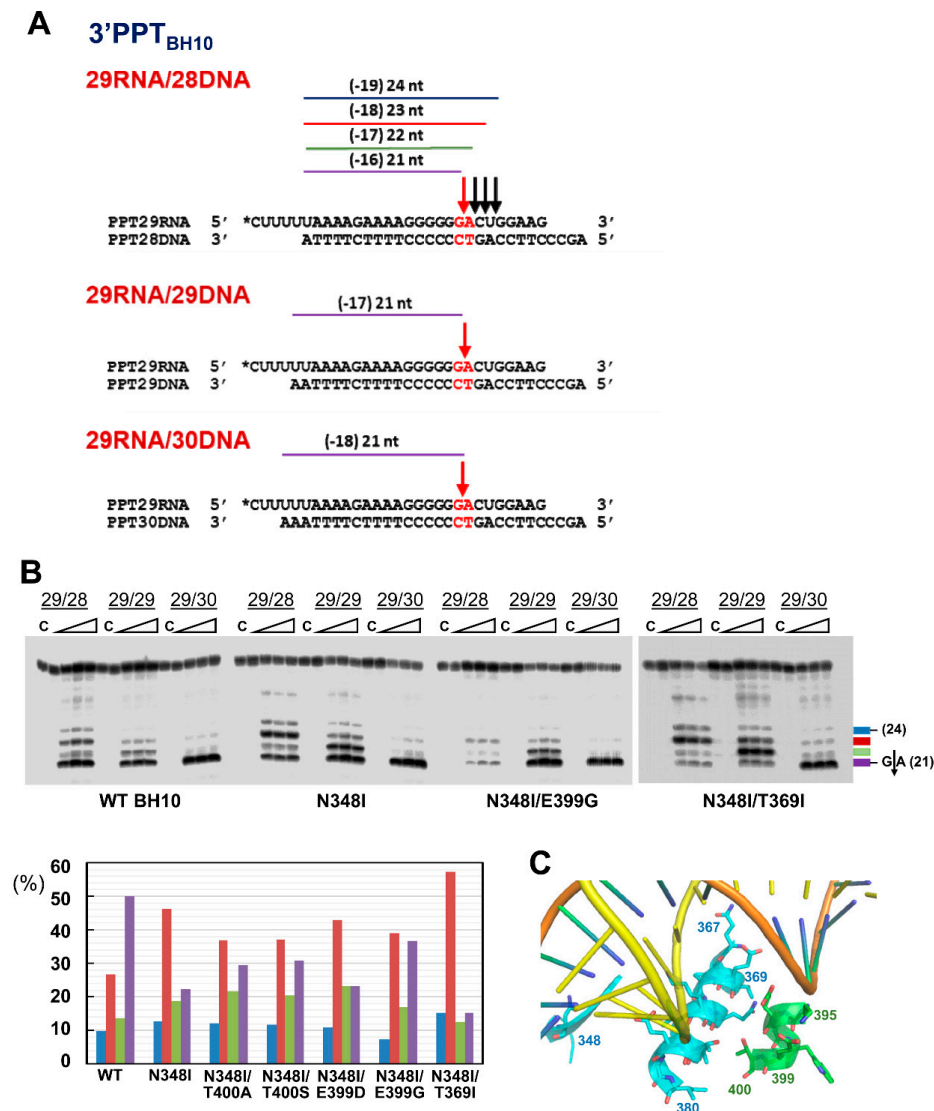 A
3'PPTBH10
29RNA/28DNA
(-19) 24 nt
(-18) 23 nt
(-17) 22 nt
(-16) 21 nt
PPT29RNA 5' *CUUUUUAAAAGAAAAGGGGGGACUGGAAG 3'
PPT28DNA 3' ATTTTCTTTTCCCCCCTGACCTTCCCGA 5'
29RNA/29DNA
(-17) 21 nt
PPT29RNA 5' *CUUUUUAAAAGAAAAGGGGGGACUGGAAG 3'
PPT29DNA 3' AATTTTCTTTTCCCCCCTGACCTTCCCGA 5'
29RNA/30DNA
(-18) 21 nt
PPT29RNA 5' *CUUUUUAAAAGAAAAGGGGGGACUGGAAG 3'
PPT30DNA 3' AAATTTTCTTTTCCCCCCTGACCTTCCCGA 5'
B
29/28 29/29 29/30 29/28 29/29 29/30 29/28 29/29 29/30 29/28 29/29 29/30
C C C C C C C C C C C C
(24)
G A (21)
WT BH10 N348I N348I/E399G N348I/T369I
(%)
60
50
40
30
20
10
0
WT N348I N348I/T400A N348I/T400S N348I/E399D N348I/E399G N348I/T369I
C
367
369
348
395
399
400
380